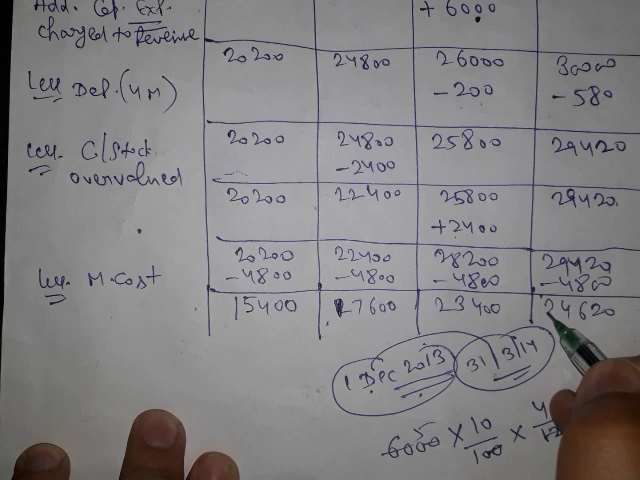 Add. Cap. Exp. + 6000
charged to Revenue
20200 24800 26000 30000
Less Dep. (4M) -200 -580
20200 24800 25800 29420
Less. C/Stock -2400
overvalued 20200 22400 25800 29420
+2400
20200 22400 28200 29420
Less. M. Cost -4800 -4800 -4800 -4800
15400 17600 23400 24620
1 Dec 2013 31/3/14
6000 × 10/100 × 4/12